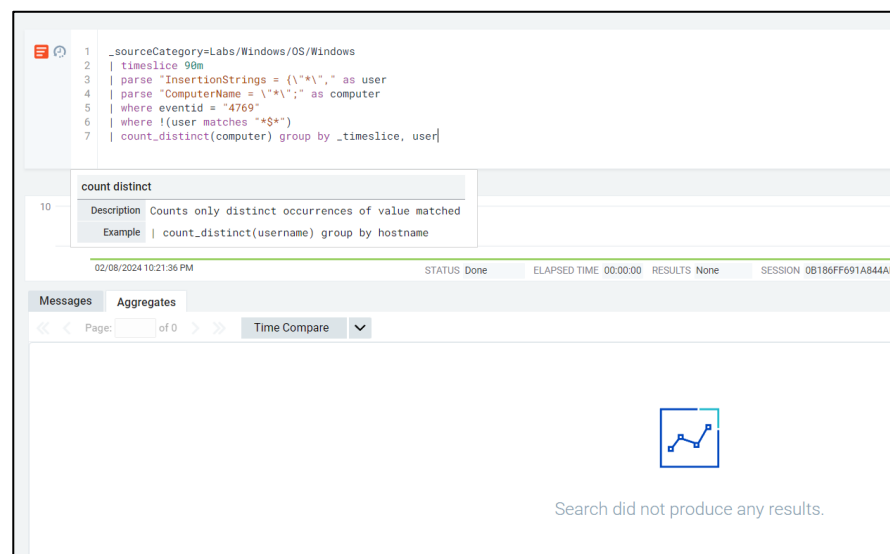 1 _sourceCategory=Labs/Windows/OS/Windows
2 | timeslice 90m
3 | parse "InsertionStrings = {\"*\"," as user
4 | parse "ComputerName = \"*\";" as computer
5 | where eventid = "4769"
6 | where !(user matches "*$*")
7 | count_distinct(computer) group by _timeslice, user
count distinct
Description Counts only distinct occurrences of value matched
Example | count_distinct(username) group by hostname
10
02/08/2024 10:21:36 PM STATUS Done ELAPSED TIME 00:00:00 RESULTS None SESSION 0B186FF691A844A
Messages Aggregates
Page: of 0 Time Compare
Search did not produce any results.